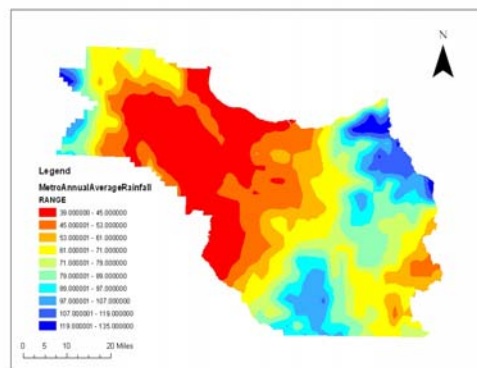 N
Legend
MetroAnnualAverageRainfall
RANGE
39.000000 - 45.000000
45.000001 - 53.000000
53.000001 - 61.000000
61.000001 - 71.000000
71.000001 - 79.000000
79.000001 - 89.000000
89.000001 - 97.000000
97.000001 - 107.000000
107.000001 - 119.000000
119.000001 - 135.000000
0 5 10 20 Miles